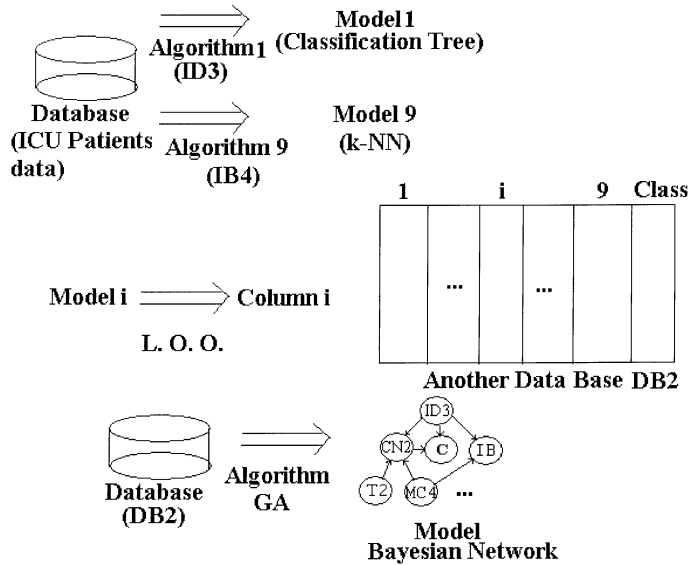 Model 1
Algorithm 1 (Classification Tree)
(ID3)
Database
(ICU Patients
data)
Algorithm 9
(IB4)
Model 9
(k-NN)
1 i 9 Class
... ...
Model i Column i
L. O. O.
Another Data Base DB2
Database
(DB2)
Algorithm
GA
ID3
CN2 C IB
T2 MC4 ...
Model
Bayesian Network